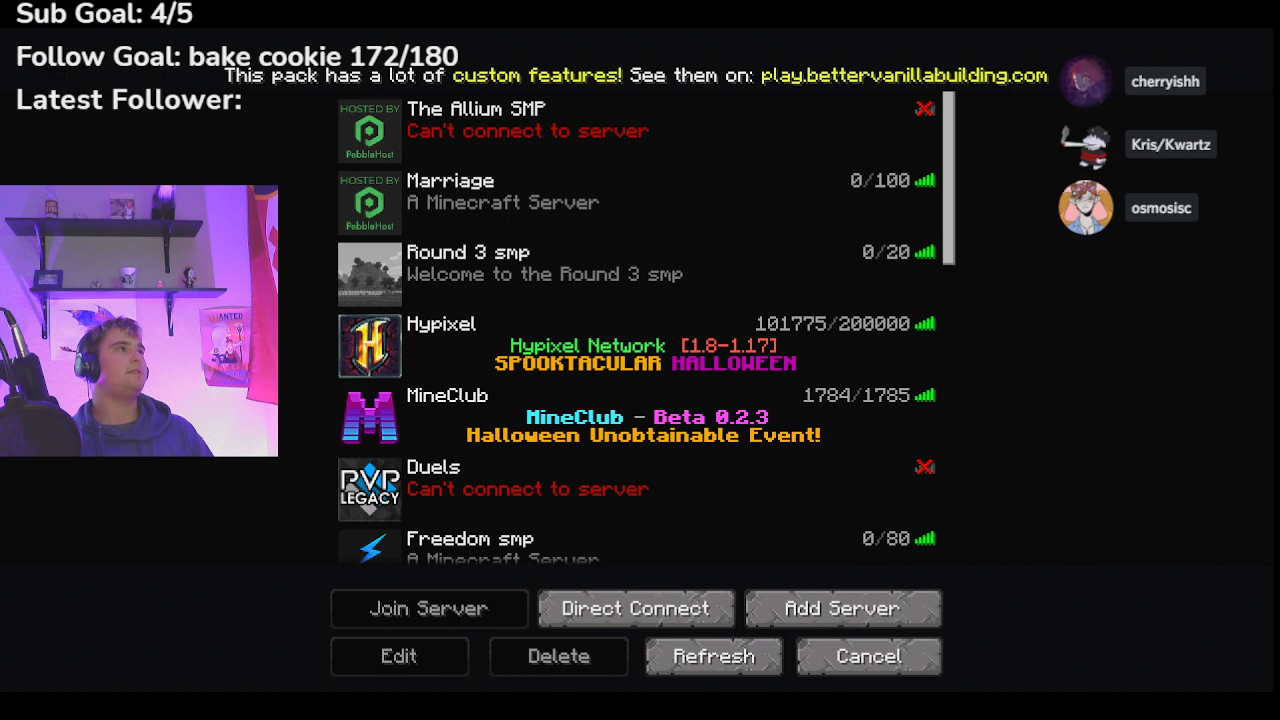 Sub Goal: 4/5
Follow Goal: bake cookie 172/180
This pack has a lot of custom features! See them on: play.bettervanillabuilding.com
Latest Follower:
cherryishh
Kris/Kwartz
osmosisc
HOSTED BY
PebbleHost
The Allium SMP
Can't connect to server
HOSTED BY
PebbleHost
Marriage 0/100
A Minecraft Server
Round 3 smp 0/20
Welcome to the Round 3 smp
Hypixel 101775/200000
Hypixel Network [1.8-1.17]
SPOOKTACULAR HALLOWEEN
MineClub 1784/1785
MineClub - Beta 0.2.3
Halloween Unobtainable Event!
PVP
LEGACY
Duels
Can't connect to server
Freedom smp 0/80
A Minecraft Server
WANTED
Join Server Direct Connect Add Server
Edit Delete Refresh Cancel